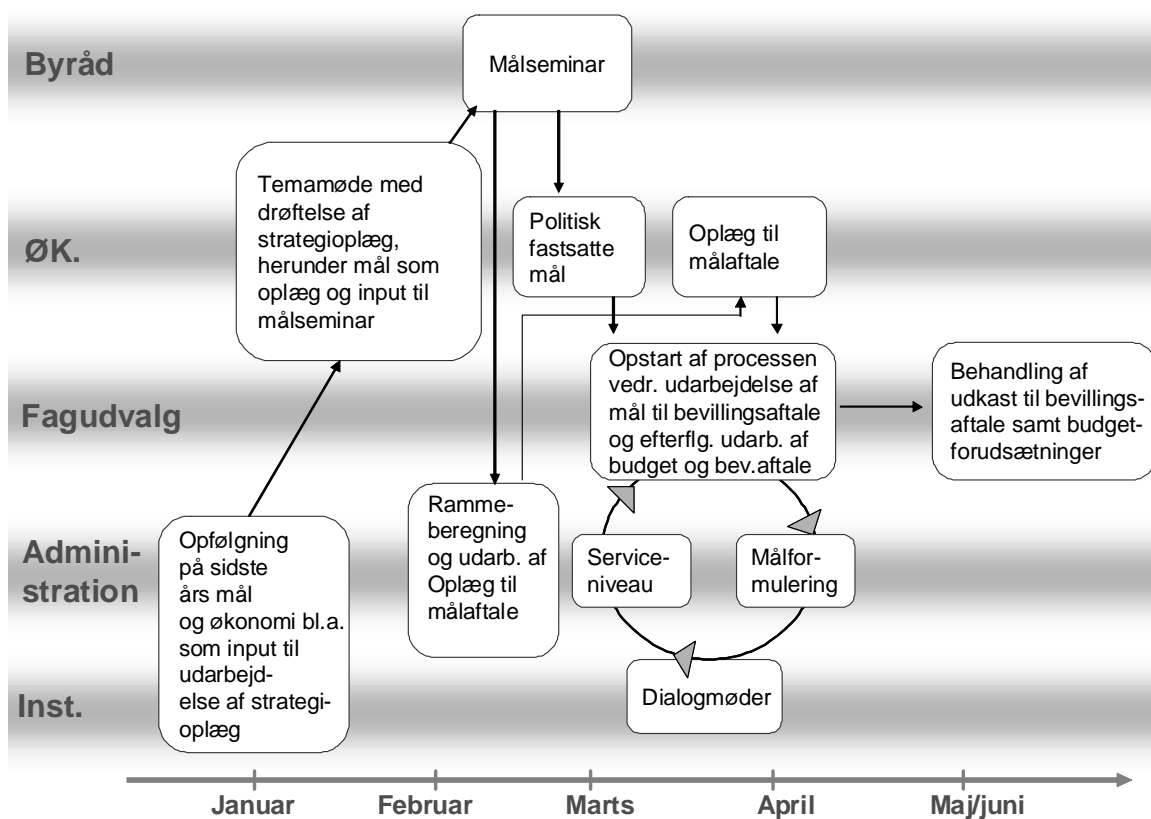 Byråd
Målseminar
Temamøde med
drøftelse af
strategioplæg,
herunder mål som
oplæg og input til
målseminar
ØK.
Politisk
fastsatte
mål
Oplæg til
målaftale
Fagudvalg
Opstart af processen
vedr. udarbejdelse af
mål til bevillingsaftale
og efterflg. udarb. af
budget og bev.aftale
Behandling af
udkast til bevillings-
aftale samt budget-
forudsætninger
Admini-
stration
Opfølgning
på sidste
års mål
og økonomi bl.a.
som input til
udarbejd-
else af strategi-
oplæg
Ramme-
beregning
og udarb. af
Oplæg til
målaftale
Service-
niveau
Målfor-
mulering
Inst.
Dialogmøder
Januar
Februar
Marts
April
Maj/juni